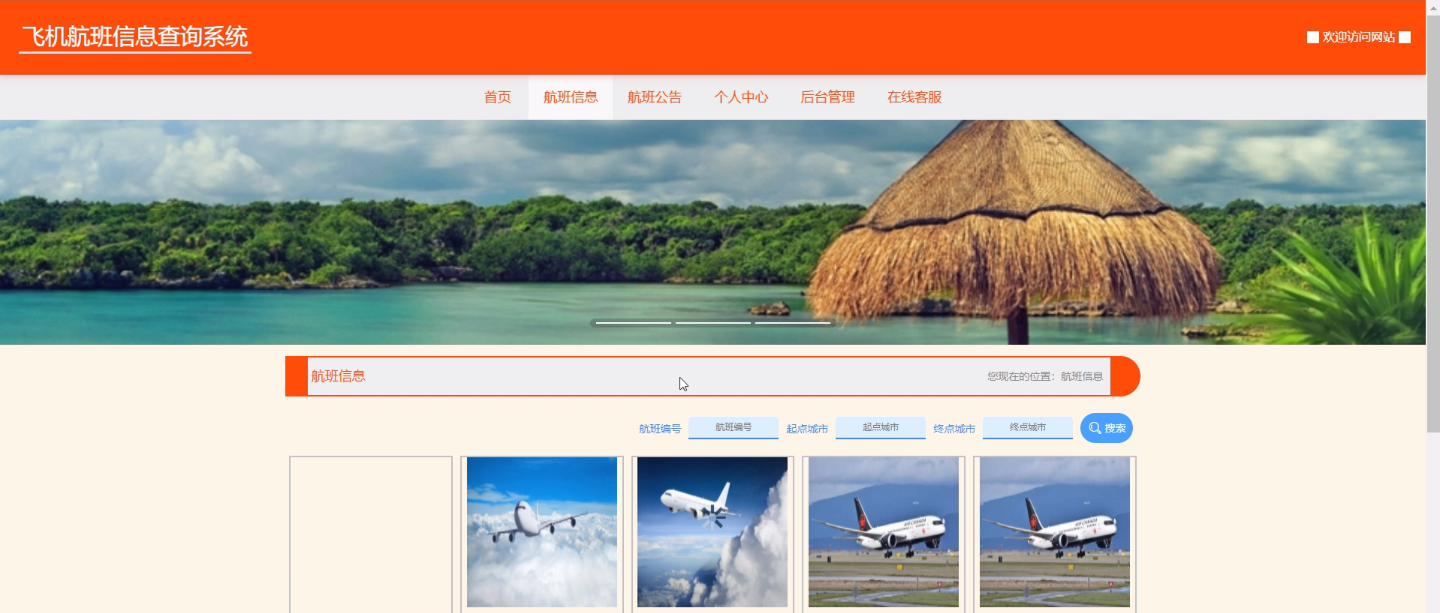 飞机航班信息查询系统
欢迎访问网站
首页 航班信息 航班公告 个人中心 后台管理 在线客服
航班信息 您现在的位置：航班信息
航班编号 航班编号 起点城市 起点城市 终点城市 终点城市 搜索
AIR CANADA AIR CANADA